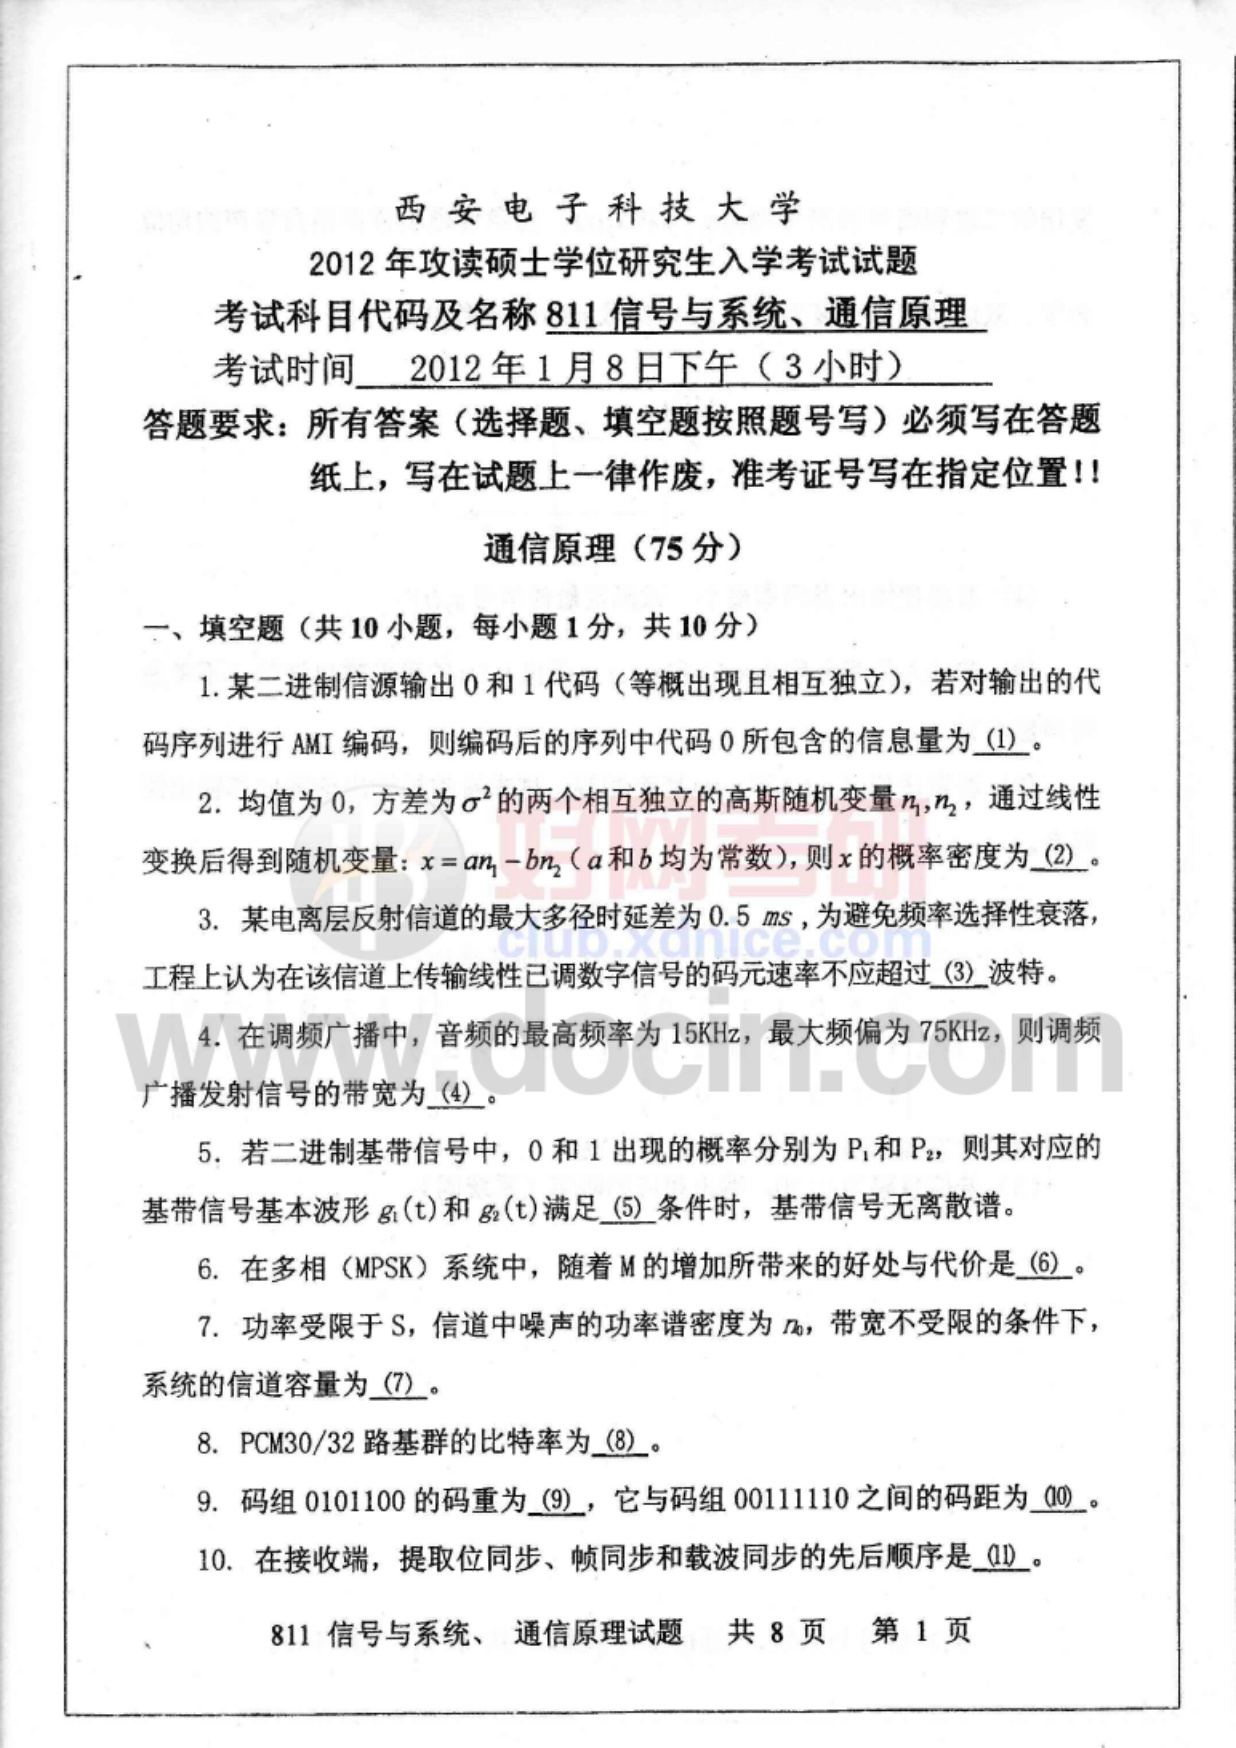 西安电子科技大学
2012年攻读硕士学位研究生入学考试试题
考试科目代码及名称 811信号与系统、通信原理
考试时间 2012年1月8日下午（3小时）
答题要求：所有答案（选择题、填空题按照题号写）必须写在答题
纸上，写在试题上一律作废，准考证号写在指定位置!!
通信原理（75分）
一、填空题（共10小题，每小题1分，共10分）
1.某二进制信源输出0和1代码（等概出现且相互独立），若对输出的代
码序列进行AMI编码，则编码后的序列中代码0所包含的信息量为 (1) 。
2. 均值为0，方差为σ²的两个相互独立的高斯随机变量n₁,n₂，通过线性
变换后得到随机变量：x=an₁-bn₂（a和b均为常数），则x的概率密度为 (2) 。
3. 某电离层反射信道的最大多径时延差为0.5 ms，为避免频率选择性衰落，
工程上认为在该信道上传输线性已调数字信号的码元速率不应超过 (3) 波特。
4. 在调频广播中，音频的最高频率为15KHz，最大频偏为75KHz，则调频
广播发射信号的带宽为 (4) 。
5. 若二进制基带信号中，0和1出现的概率分别为P₁和P₂，则其对应的
基带信号基本波形g₁(t)和g₂(t)满足 (5) 条件时，基带信号无离散谱。
6. 在多相（MPSK）系统中，随着M的增加所带来的好处与代价是 (6) 。
7. 功率受限于S，信道中噪声的功率谱密度为n₀，带宽不受限的条件下，
系统的信道容量为 (7) 。
8. PCM30/32路基群的比特率为 (8) 。
9. 码组0101100的码重为 (9) ，它与码组00111110之间的码距为 (10) 。
10. 在接收端，提取位同步、帧同步和载波同步的先后顺序是 (11) 。
811 信号与系统、 通信原理试题 共 8 页 第 1 页
好网考研
club.xdnice.com
www.docin.com